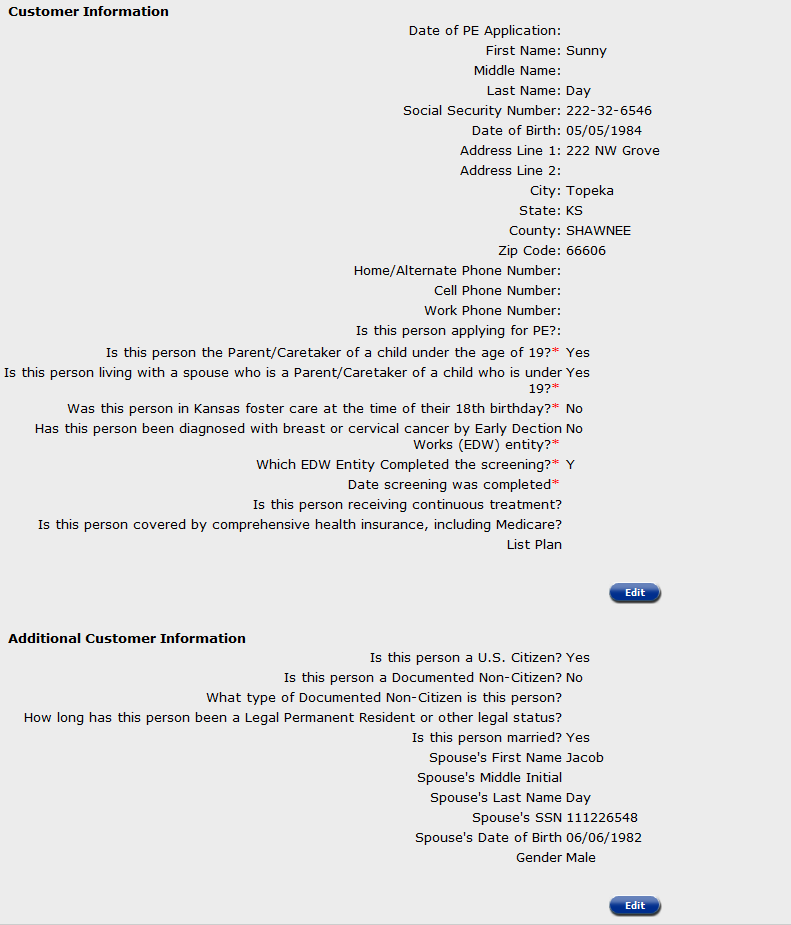 Customer Information
Date of PE Application:
First Name: Sunny
Middle Name:
Last Name: Day
Social Security Number: 222-32-6546
Date of Birth: 05/05/1984
Address Line 1: 222 NW Grove
Address Line 2:
City: Topeka
State: KS
County: SHAWNEE
Zip Code: 66606
Home/Alternate Phone Number:
Cell Phone Number:
Work Phone Number:
Is this person applying for PE?:
Is this person the Parent/Caretaker of a child under the age of 19?* Yes
Is this person living with a spouse who is a Parent/Caretaker of a child who is under Yes
19?*
Was this person in Kansas foster care at the time of their 18th birthday?* No
Has this person been diagnosed with breast or cervical cancer by Early Dection No
Works (EDW) entity?*
Which EDW Entity Completed the screening?* Y
Date screening was completed*
Is this person receiving continuous treatment?
Is this person covered by comprehensive health insurance, including Medicare?
List Plan
Edit
Additional Customer Information
Is this person a U.S. Citizen? Yes
Is this person a Documented Non-Citizen? No
What type of Documented Non-Citizen is this person?
How long has this person been a Legal Permanent Resident or other legal status?
Is this person married? Yes
Spouse's First Name Jacob
Spouse's Middle Initial
Spouse's Last Name Day
Spouse's SSN 111226548
Spouse's Date of Birth 06/06/1982
Gender Male
Edit